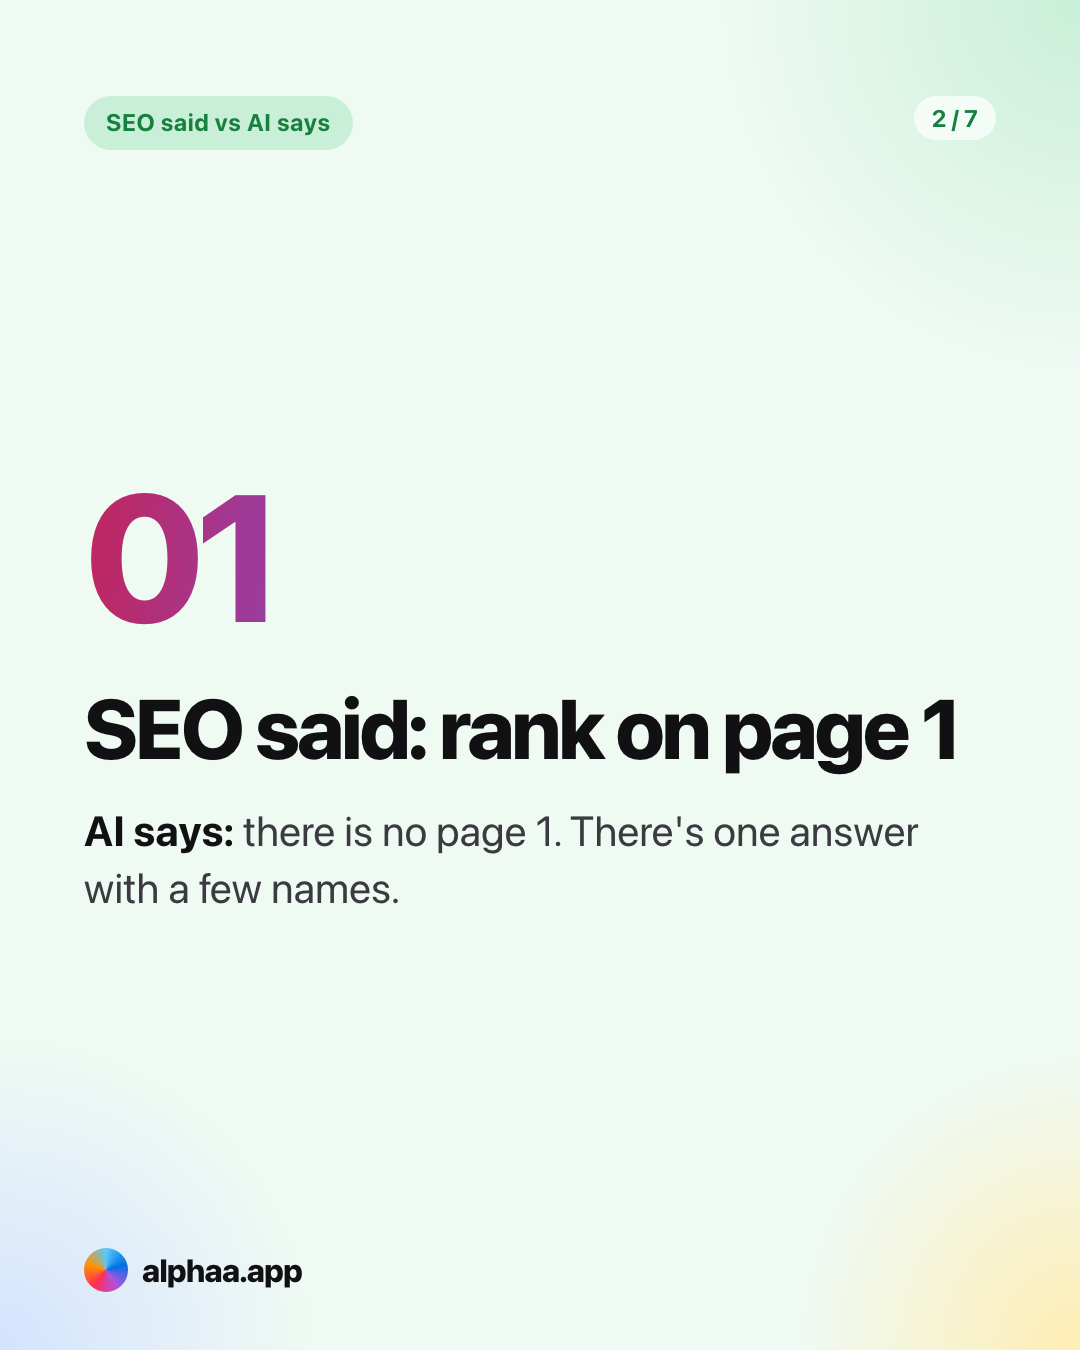 SEO said vs AI says
2 / 7
01
SEO said: rank on page 1
AI says: there is no page 1. There's one answer
with a few names.
alphaa.app